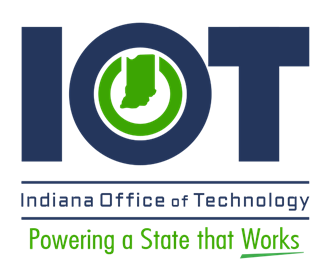 IOT
Indiana Office of Technology
Powering a State that Works